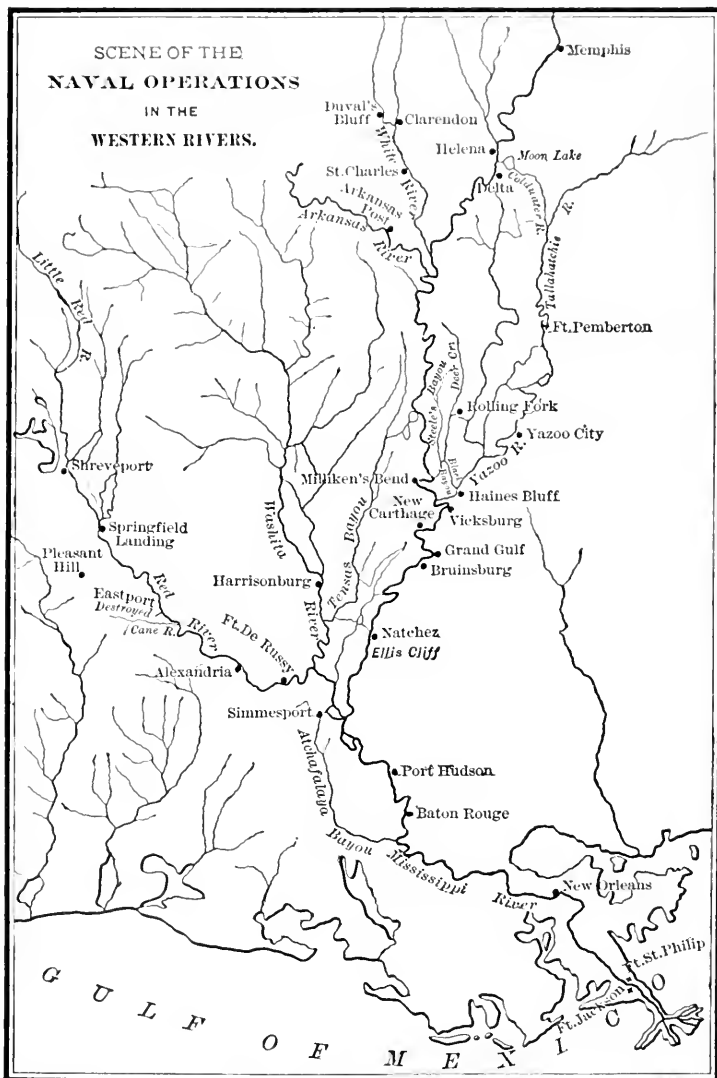 SCENE OF THE
NAVAL OPERATIONS
IN THE
WESTERN RIVERS.
Memphis
Duval's
Bluff
Clarendon
White River
Helena
Moon Lake
St. Charles
Delta
Coldwater R.
Arkansas
Post
Arkansas River
Tallahatchie R.
Little Red R.
Ft. Pemberton
Steele's Bayou
Deer Crk
Rolling Fork
Yazoo City
Yazoo R.
Black Bayou
Shreveport
Milliken's Bend
Haines Bluff
New
Carthage
Vicksburg
Springfield
Landing
Washita River
Tensas Bayou
Grand Gulf
Bruinsburg
Pleasant
Hill
Harrisonburg
Eastport
Destroyed
Red River
Cane R.
Ft. De Russy
Natchez
Ellis Cliff
Alexandria
Simmesport
Atchafalaya Bayou
Port Hudson
Baton Rouge
Mississippi River
New Orleans
Ft. St. Philip
Ft. Jackson
GULF OF MEXICO